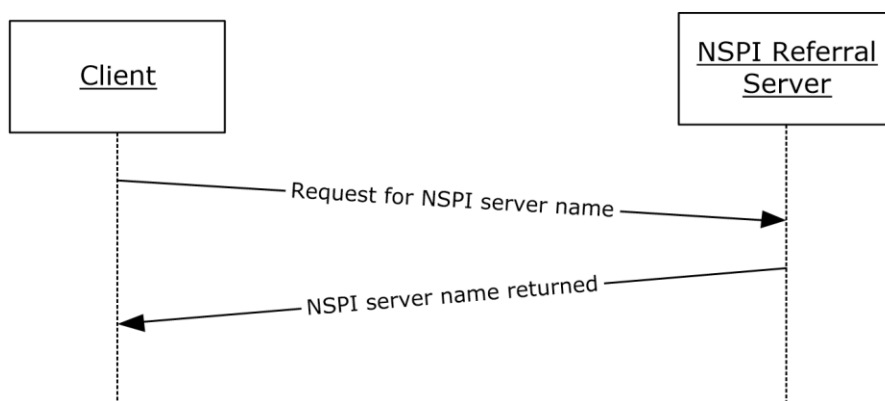 Client
NSPI Referral
Server
Request for NSPI server name
NSPI server name returned